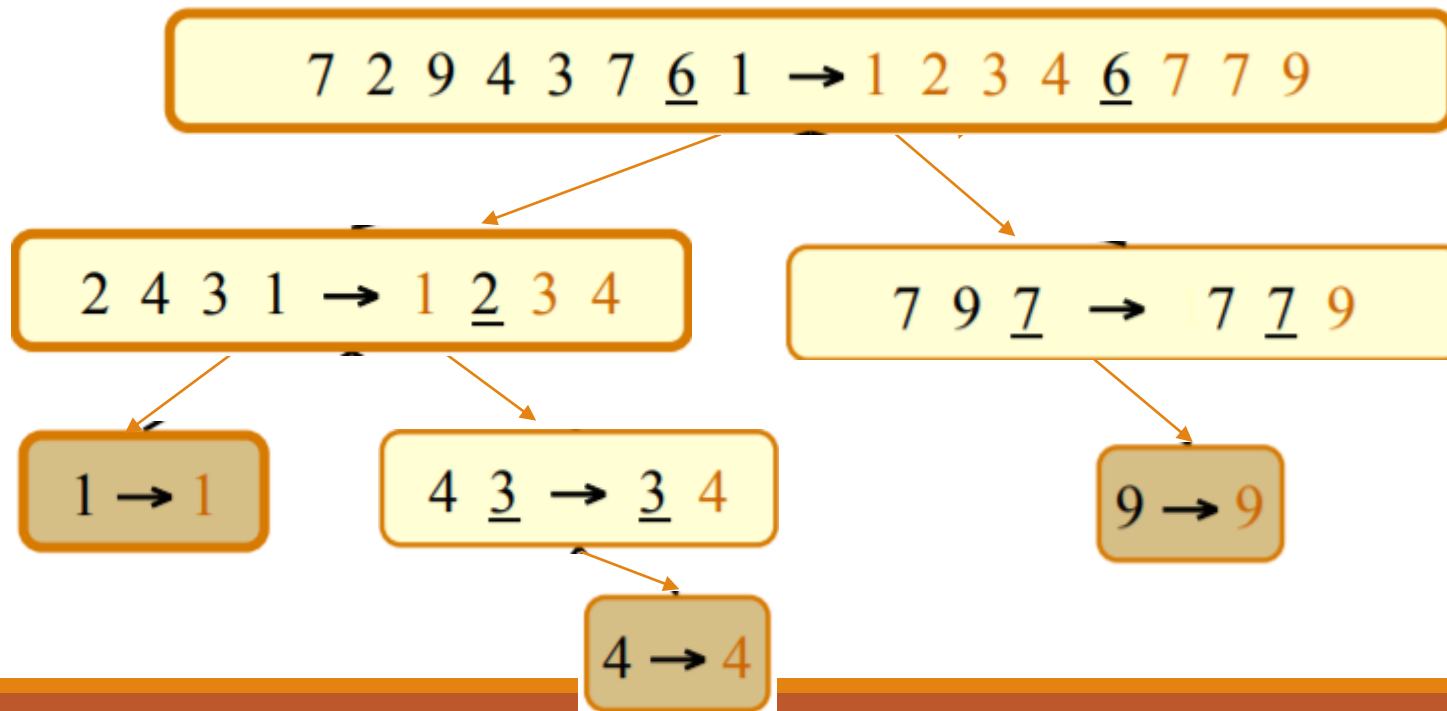 7 2 9 4 3 7 6 1 → 1 2 3 4 6 7 7 9
2 4 3 1 → 1 2 3 4
7 9 7 → 7 7 9
1 → 1
4 3 → 3 4
9 → 9
4 → 4